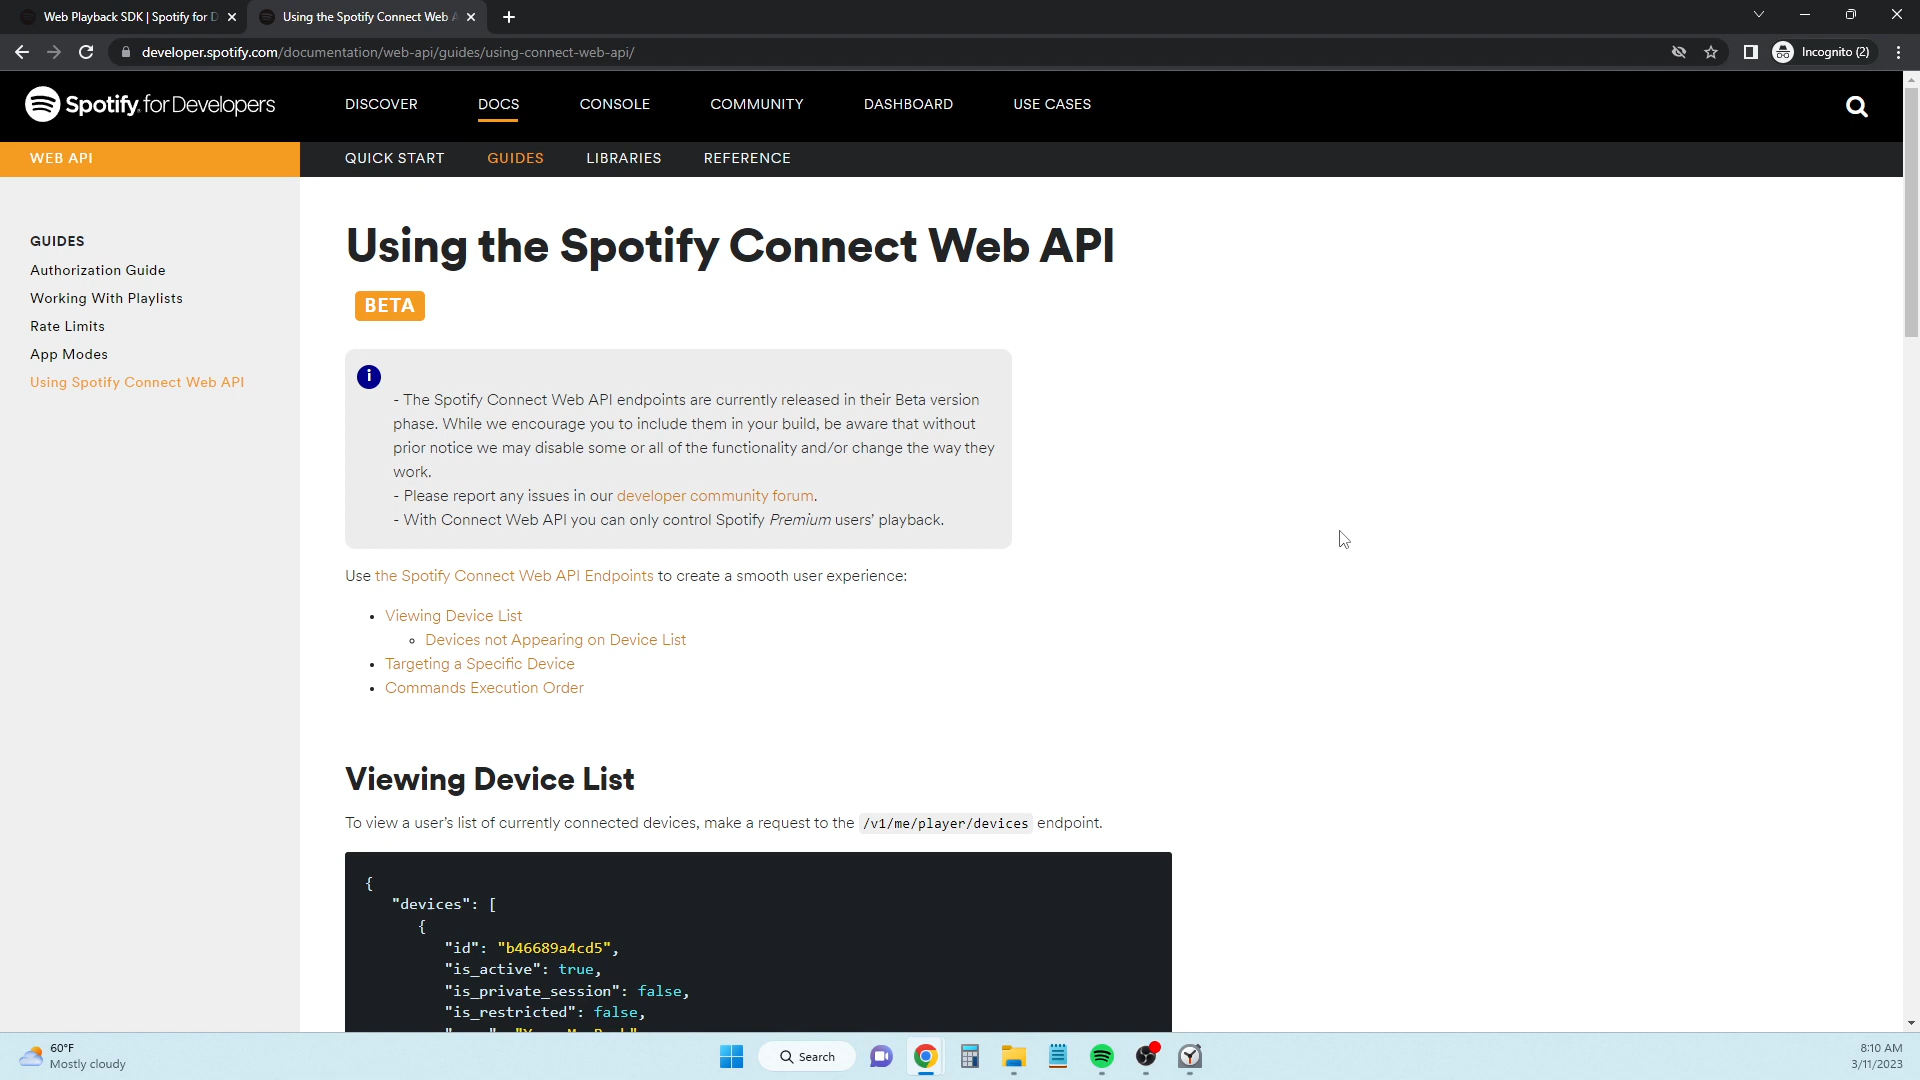 Web Playback SDK | Spotify for D
Using the Spotify Connect Web A
developer.spotify.com/documentation/web-api/guides/using-connect-web-api/
Incognito (2)
Spotify for Developers
DISCOVER
DOCS
CONSOLE
COMMUNITY
DASHBOARD
USE CASES
WEB API
QUICK START
GUIDES
LIBRARIES
REFERENCE
GUIDES
Authorization Guide
Working With Playlists
Rate Limits
App Modes
Using Spotify Connect Web API
Using the Spotify Connect Web API
BETA
i
- The Spotify Connect Web API endpoints are currently released in their Beta version
phase. While we encourage you to include them in your build, be aware that without
prior notice we may disable some or all of the functionality and/or change the way they
work.
- Please report any issues in our developer community forum.
- With Connect Web API you can only control Spotify Premium users' playback.
Use the Spotify Connect Web API Endpoints to create a smooth user experience:
• Viewing Device List
◦ Devices not Appearing on Device List
• Targeting a Specific Device
• Commands Execution Order
Viewing Device List
To view a user's list of currently connected devices, make a request to the /v1/me/player/devices endpoint.
{
"devices": [
{
"id": "b46689a4cd5",
"is_active": true,
"is_private_session": false,
"is_restricted": false,
60°F
Mostly cloudy
Search
8:10 AM
3/11/2023